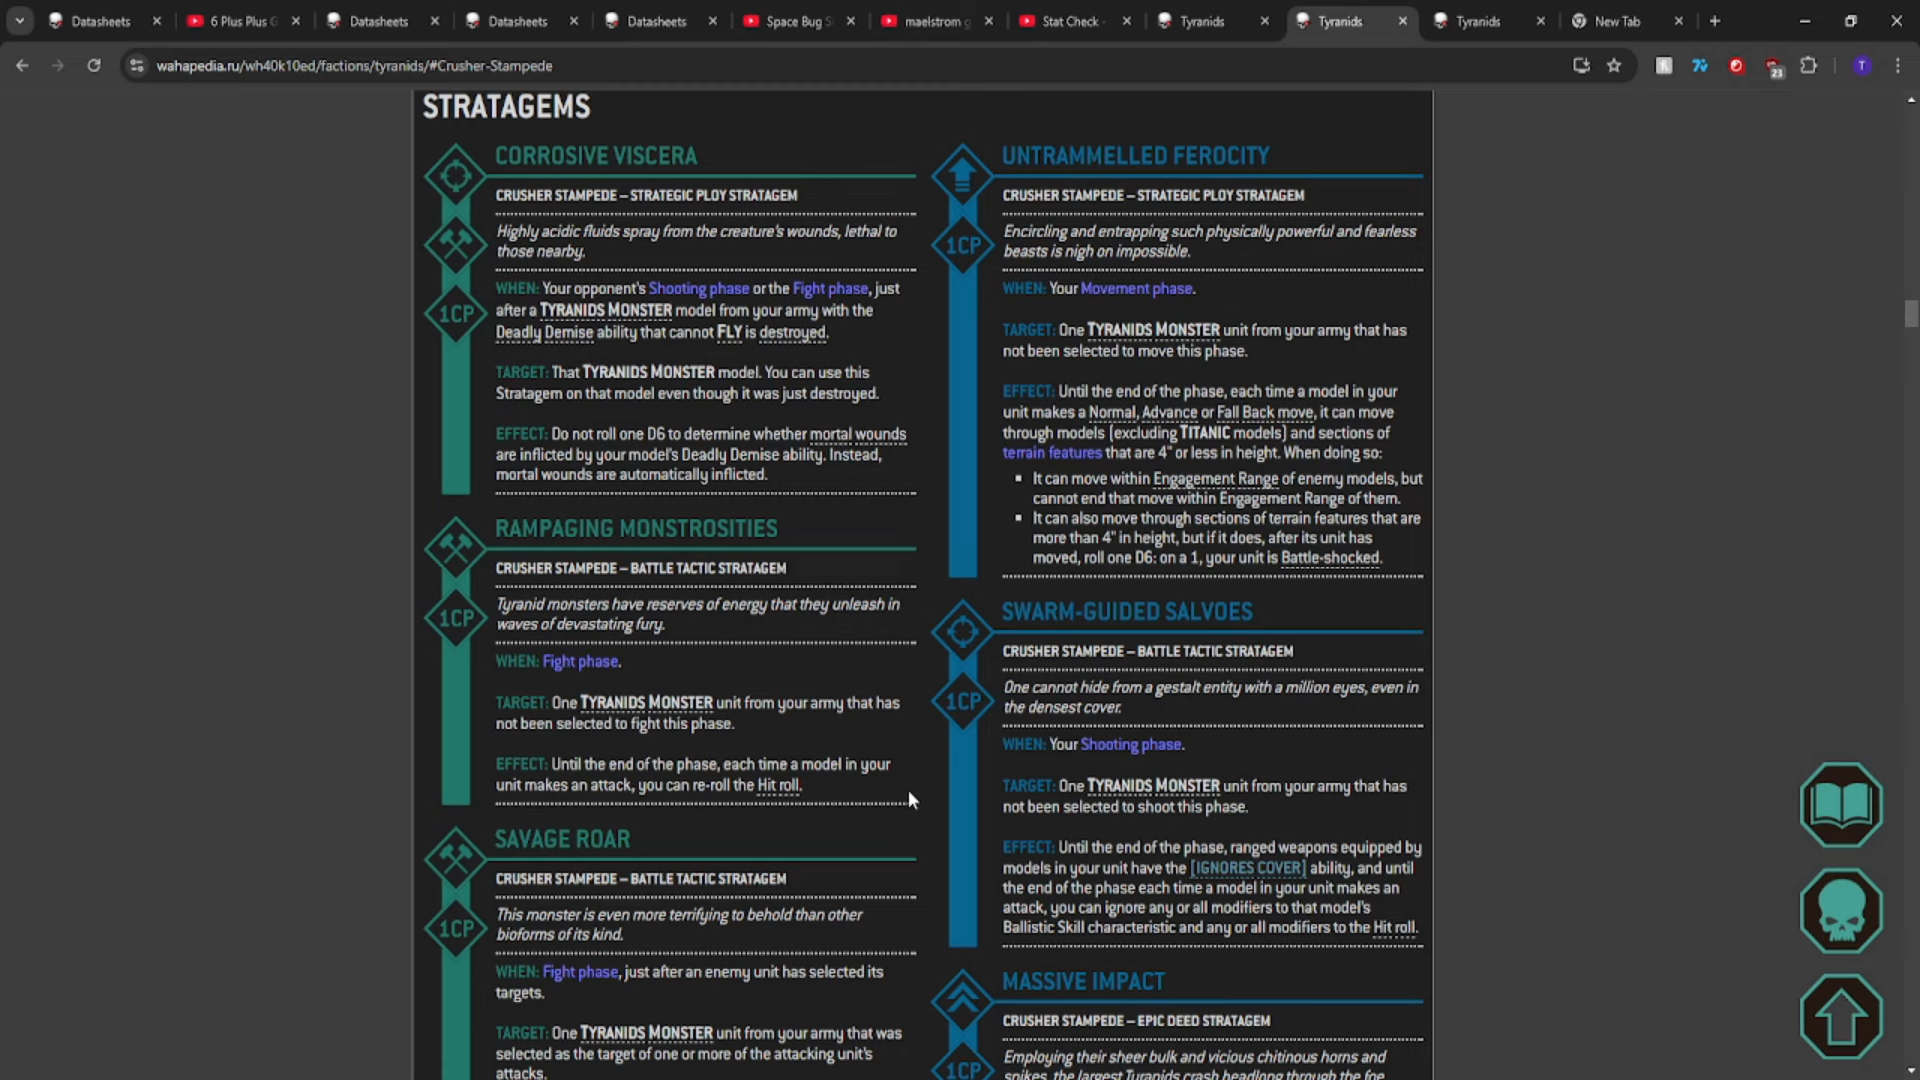 Datasheets
6 Plus Plus G
Datasheets
Datasheets
Datasheets
Space Bug S
maelstrom g
Stat Check -
Tyranids
Tyranids
Tyranids
New Tab
wahapedia.ru/wh40k10ed/factions/tyranids/#Crusher-Stampede
23
T
STRATAGEMS
CORROSIVE VISCERA
CRUSHER STAMPEDE – STRATEGIC PLOY STRATAGEM
Highly acidic fluids spray from the creature's wounds, lethal to
those nearby.
1CP
WHEN: Your opponent's Shooting phase or the Fight phase, just
after a TYRANIDS MONSTER model from your army with the
Deadly Demise ability that cannot FLY is destroyed.
TARGET: That TYRANIDS MONSTER model. You can use this
Stratagem on that model even though it was just destroyed.
EFFECT: Do not roll one D6 to determine whether mortal wounds
are inflicted by your model's Deadly Demise ability. Instead,
mortal wounds are automatically inflicted.
RAMPAGING MONSTROSITIES
CRUSHER STAMPEDE – BATTLE TACTIC STRATAGEM
1CP
Tyranid monsters have reserves of energy that they unleash in
waves of devastating fury.
WHEN: Fight phase.
TARGET: One TYRANIDS MONSTER unit from your army that has
not been selected to fight this phase.
EFFECT: Until the end of the phase, each time a model in your
unit makes an attack, you can re-roll the Hit roll.
SAVAGE ROAR
CRUSHER STAMPEDE – BATTLE TACTIC STRATAGEM
1CP
This monster is even more terrifying to behold than other
bioforms of its kind.
WHEN: Fight phase, just after an enemy unit has selected its
targets.
TARGET: One TYRANIDS MONSTER unit from your army that was
selected as the target of one or more of the attacking unit's
attacks.
UNTRAMMELLED FEROCITY
CRUSHER STAMPEDE – STRATEGIC PLOY STRATAGEM
1CP
Encircling and entrapping such physically powerful and fearless
beasts is nigh on impossible.
WHEN: Your Movement phase.
TARGET: One TYRANIDS MONSTER unit from your army that has
not been selected to move this phase.
EFFECT: Until the end of the phase, each time a model in your
unit makes a Normal, Advance or Fall Back move, it can move
through models (excluding TITANIC models) and sections of
terrain features that are 4" or less in height. When doing so:
▪ It can move within Engagement Range of enemy models, but
cannot end that move within Engagement Range of them.
▪ It can also move through sections of terrain features that are
more than 4" in height, but if it does, after its unit has
moved, roll one D6: on a 1, your unit is Battle-shocked.
SWARM-GUIDED SALVOES
CRUSHER STAMPEDE – BATTLE TACTIC STRATAGEM
1CP
One cannot hide from a gestalt entity with a million eyes, even in
the densest cover.
WHEN: Your Shooting phase.
TARGET: One TYRANIDS MONSTER unit from your army that has
not been selected to shoot this phase.
EFFECT: Until the end of the phase, ranged weapons equipped by
models in your unit have the [IGNORES COVER] ability, and until
the end of the phase each time a model in your unit makes an
attack, you can ignore any or all modifiers to that model's
Ballistic Skill characteristic and any or all modifiers to the Hit roll.
MASSIVE IMPACT
CRUSHER STAMPEDE – EPIC DEED STRATAGEM
1CP
Employing their sheer bulk and vicious chitinous horns and
spikes, the largest Tyranids crash headlong through the foe.